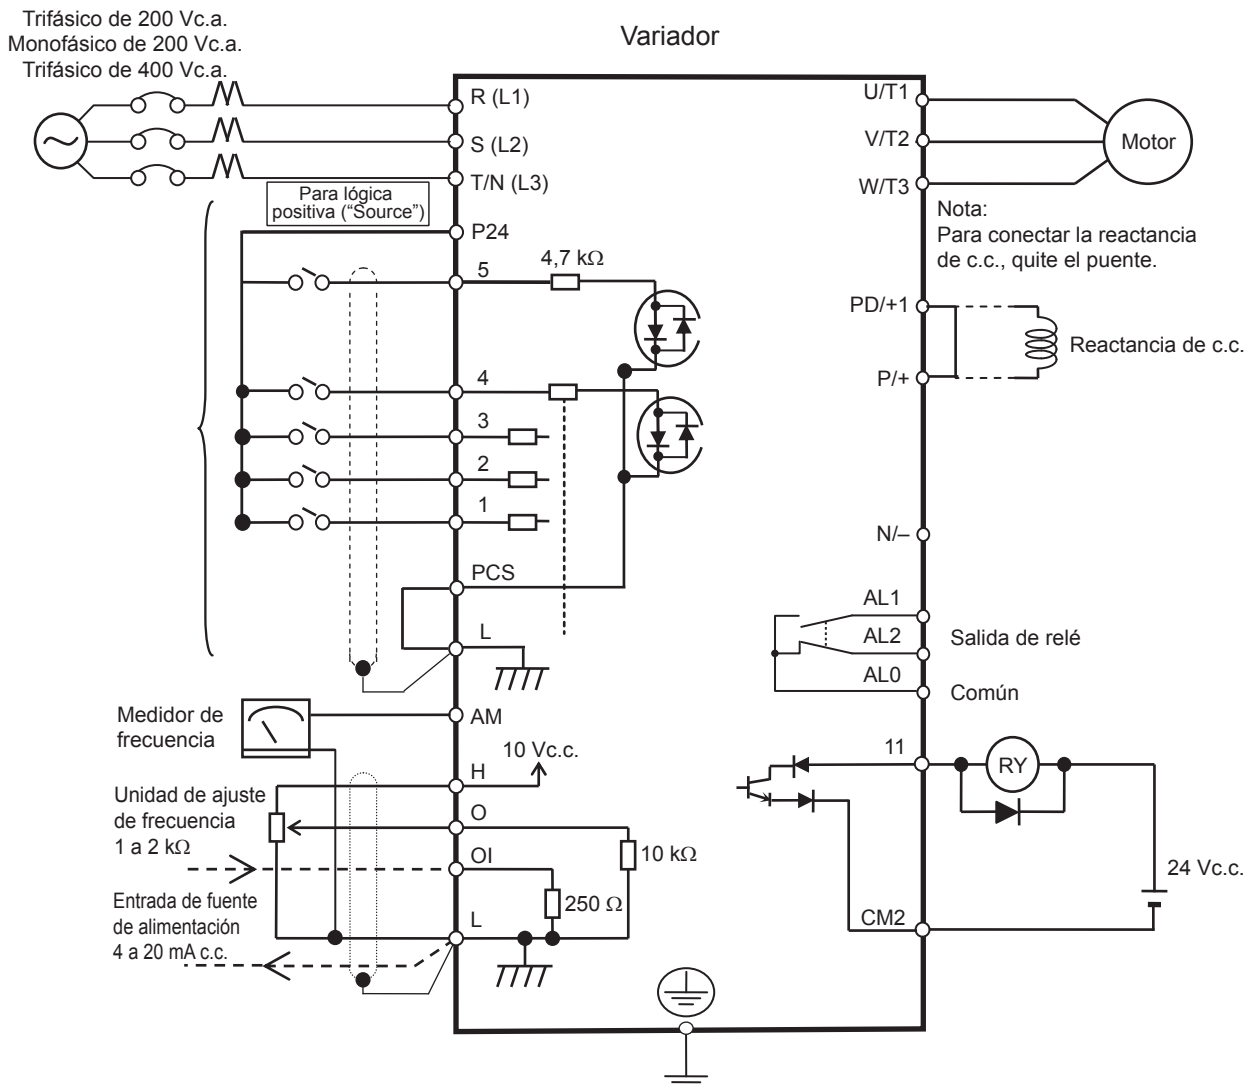 Trifásico de 200 Vc.a.
Monofásico de 200 Vc.a.
Trifásico de 400 Vc.a.
Variador
R (L1)
S (L2)
T/N (L3)
U/T1
V/T2
W/T3
Motor
Para lógica
positiva (“Source”)
P24
5
4,7 kΩ
4
3
2
1
PCS
L
Nota:
Para conectar la reactancia
de c.c., quite el puente.
PD/+1
P/+
Reactancia de c.c.
N/–
AL1
AL2
AL0
Salida de relé
Común
Medidor de
frecuencia
AM
H
10 Vc.c.
Unidad de ajuste
de frecuencia
1 a 2 kΩ
O
OI
10 kΩ
250 Ω
Entrada de fuente
de alimentación
4 a 20 mA c.c.
L
11
RY
24 Vc.c.
CM2